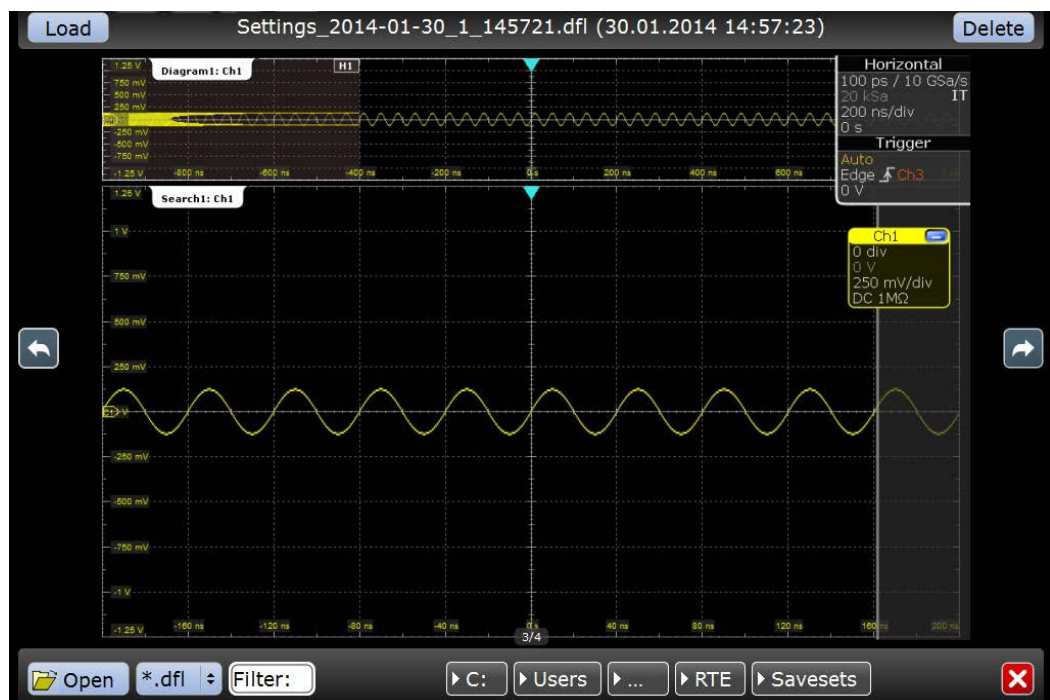 Load
Settings_2014-01-30_1_145721.dfl (30.01.2014 14:57:23)
Delete
1.25 V
Diagram1: Ch1
H1
750 mV
500 mV
250 mV
-250 mV
-500 mV
-750 mV
-1.25 V
-800 ns
-600 ns
-400 ns
-200 ns
0 s
200 ns
400 ns
600 ns
Horizontal
100 ps / 10 GSa/s
20 kSa IT
200 ns/div
0 s
Trigger
Auto
Edge Ch3
0 V
1.25 V
Search1: Ch1
1 V
750 mV
500 mV
250 mV
-250 mV
-500 mV
-750 mV
-1 V
-1.25 V
Ch1
0 div
0 V
250 mV/div
DC 1MΩ
-160 ns
-120 ns
-80 ns
-40 ns
0 s
40 ns
80 ns
120 ns
160 ns
200 ns
3/4
Open
*.dfl
Filter:
C:
Users
...
RTE
Savesets